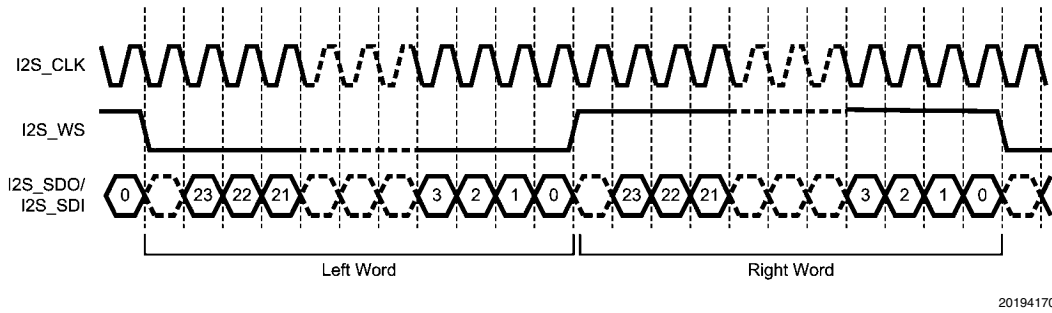 I2S_CLK
I2S_WS
I2S_SDO/
I2S_SDI
0 23 22 21 3 2 1 0 23 22 21 3 2 1 0
Left Word Right Word
20194170